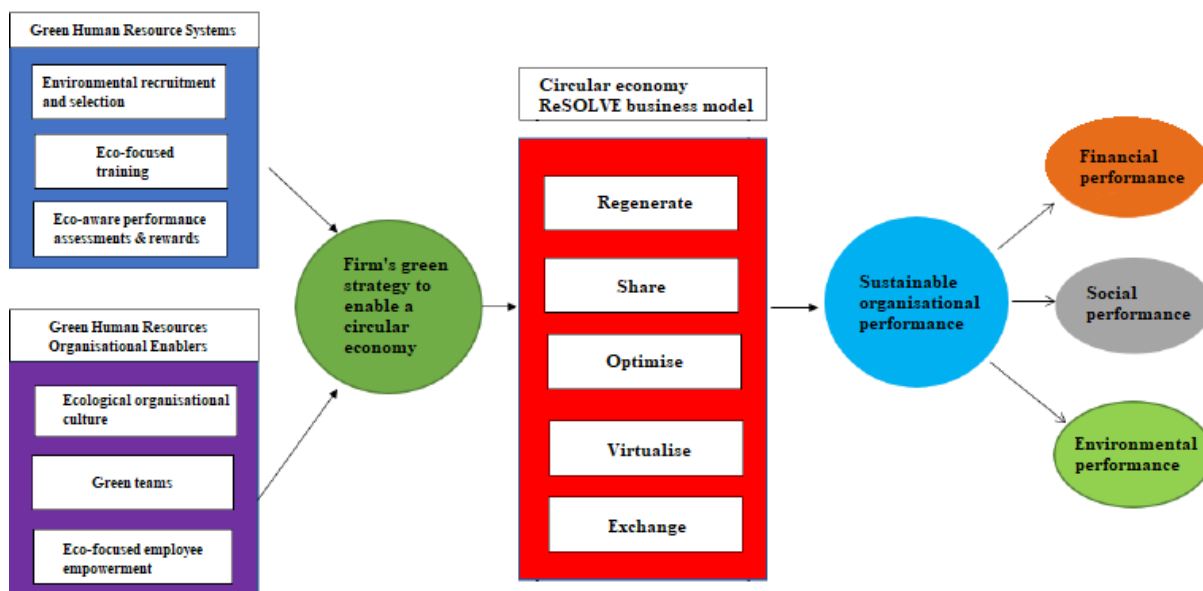 Green Human Resource Systems
Environmental recruitment
and selection
Eco-focused
training
Eco-aware performance
assessments & rewards
Green Human Resources
Organisational Enablers
Ecological organisational
culture
Green teams
Eco-focused employee
empowerment
Firm's green
strategy to
enable a
circular
economy
Circular economy
ReSOLVE business model
Regenerate
Share
Optimise
Virtualise
Exchange
Sustainable
organisational
performance
Financial
performance
Social
performance
Environmental
performance